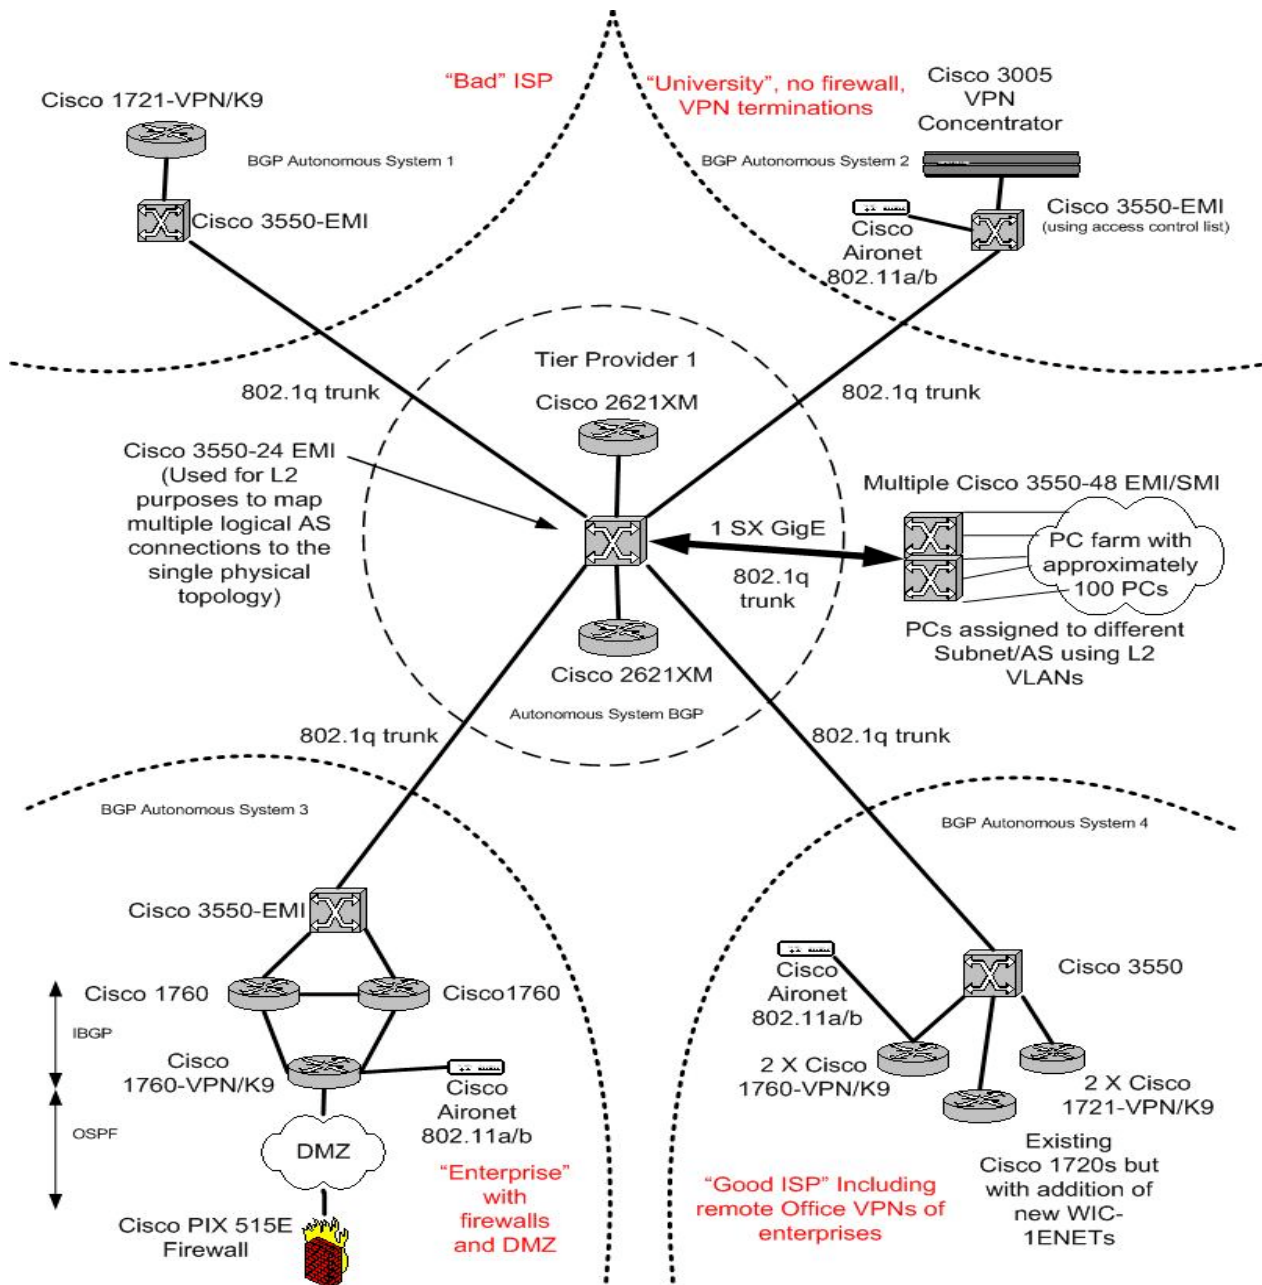 "Bad" ISP
Cisco 1721-VPN/K9
BGP Autonomous System 1
Cisco 3550-EMI
"University", no firewall,
VPN terminations
Cisco 3005
VPN
Concentrator
BGP Autonomous System 2
Cisco 3550-EMI
(using access control list)
Cisco
Aironet
802.11a/b
802.1q trunk
802.1q trunk
Tier Provider 1
Cisco 2621XM
Cisco 3550-24 EMI
(Used for L2
purposes to map
multiple logical AS
connections to the
single physical
topology)
1 SX GigE
802.1q
trunk
Multiple Cisco 3550-48 EMI/SMI
PC farm with
approximately
100 PCs
PCs assigned to different
Subnet/AS using L2
VLANs
Cisco 2621XM
Autonomous System BGP
802.1q trunk
802.1q trunk
BGP Autonomous System 3
Cisco 3550-EMI
Cisco 1760
Cisco1760
IBGP
Cisco
1760-VPN/K9
Cisco
Aironet
802.11a/b
OSPF
DMZ
Cisco PIX 515E
Firewall
"Enterprise"
with
firewalls
and DMZ
BGP Autonomous System 4
Cisco 3550
Cisco
Aironet
802.11a/b
2 X Cisco
1760-VPN/K9
2 X Cisco
1721-VPN/K9
Existing
Cisco 1720s but
with addition of
new WIC-
1ENETs
"Good ISP" Including
remote Office VPNs of
enterprises